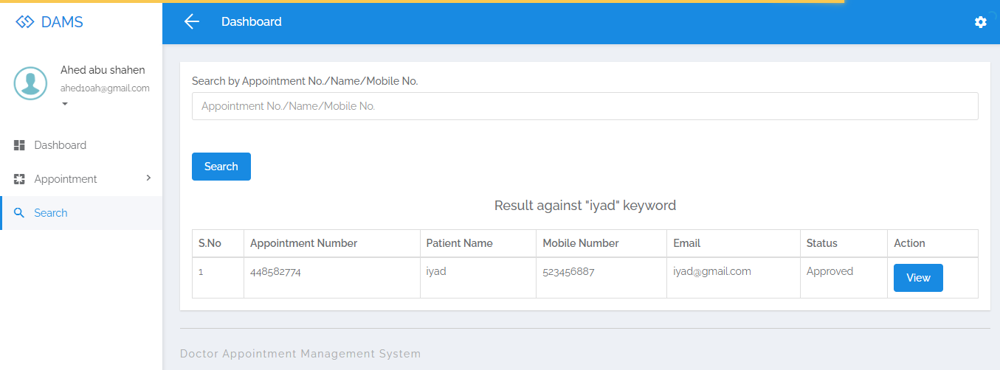 DAMS
Dashboard
Ahed abu shahen
ahed10ah@gmail.com
Dashboard
Appointment
Search
Search by Appointment No./Name/Mobile No.
Appointment No./Name/Mobile No.
Search
Result against "iyad" keyword
S.No Appointment Number Patient Name Mobile Number Email Status Action
1 448582774 iyad 523456887 iyad@gmail.com Approved View
Doctor Appointment Management System